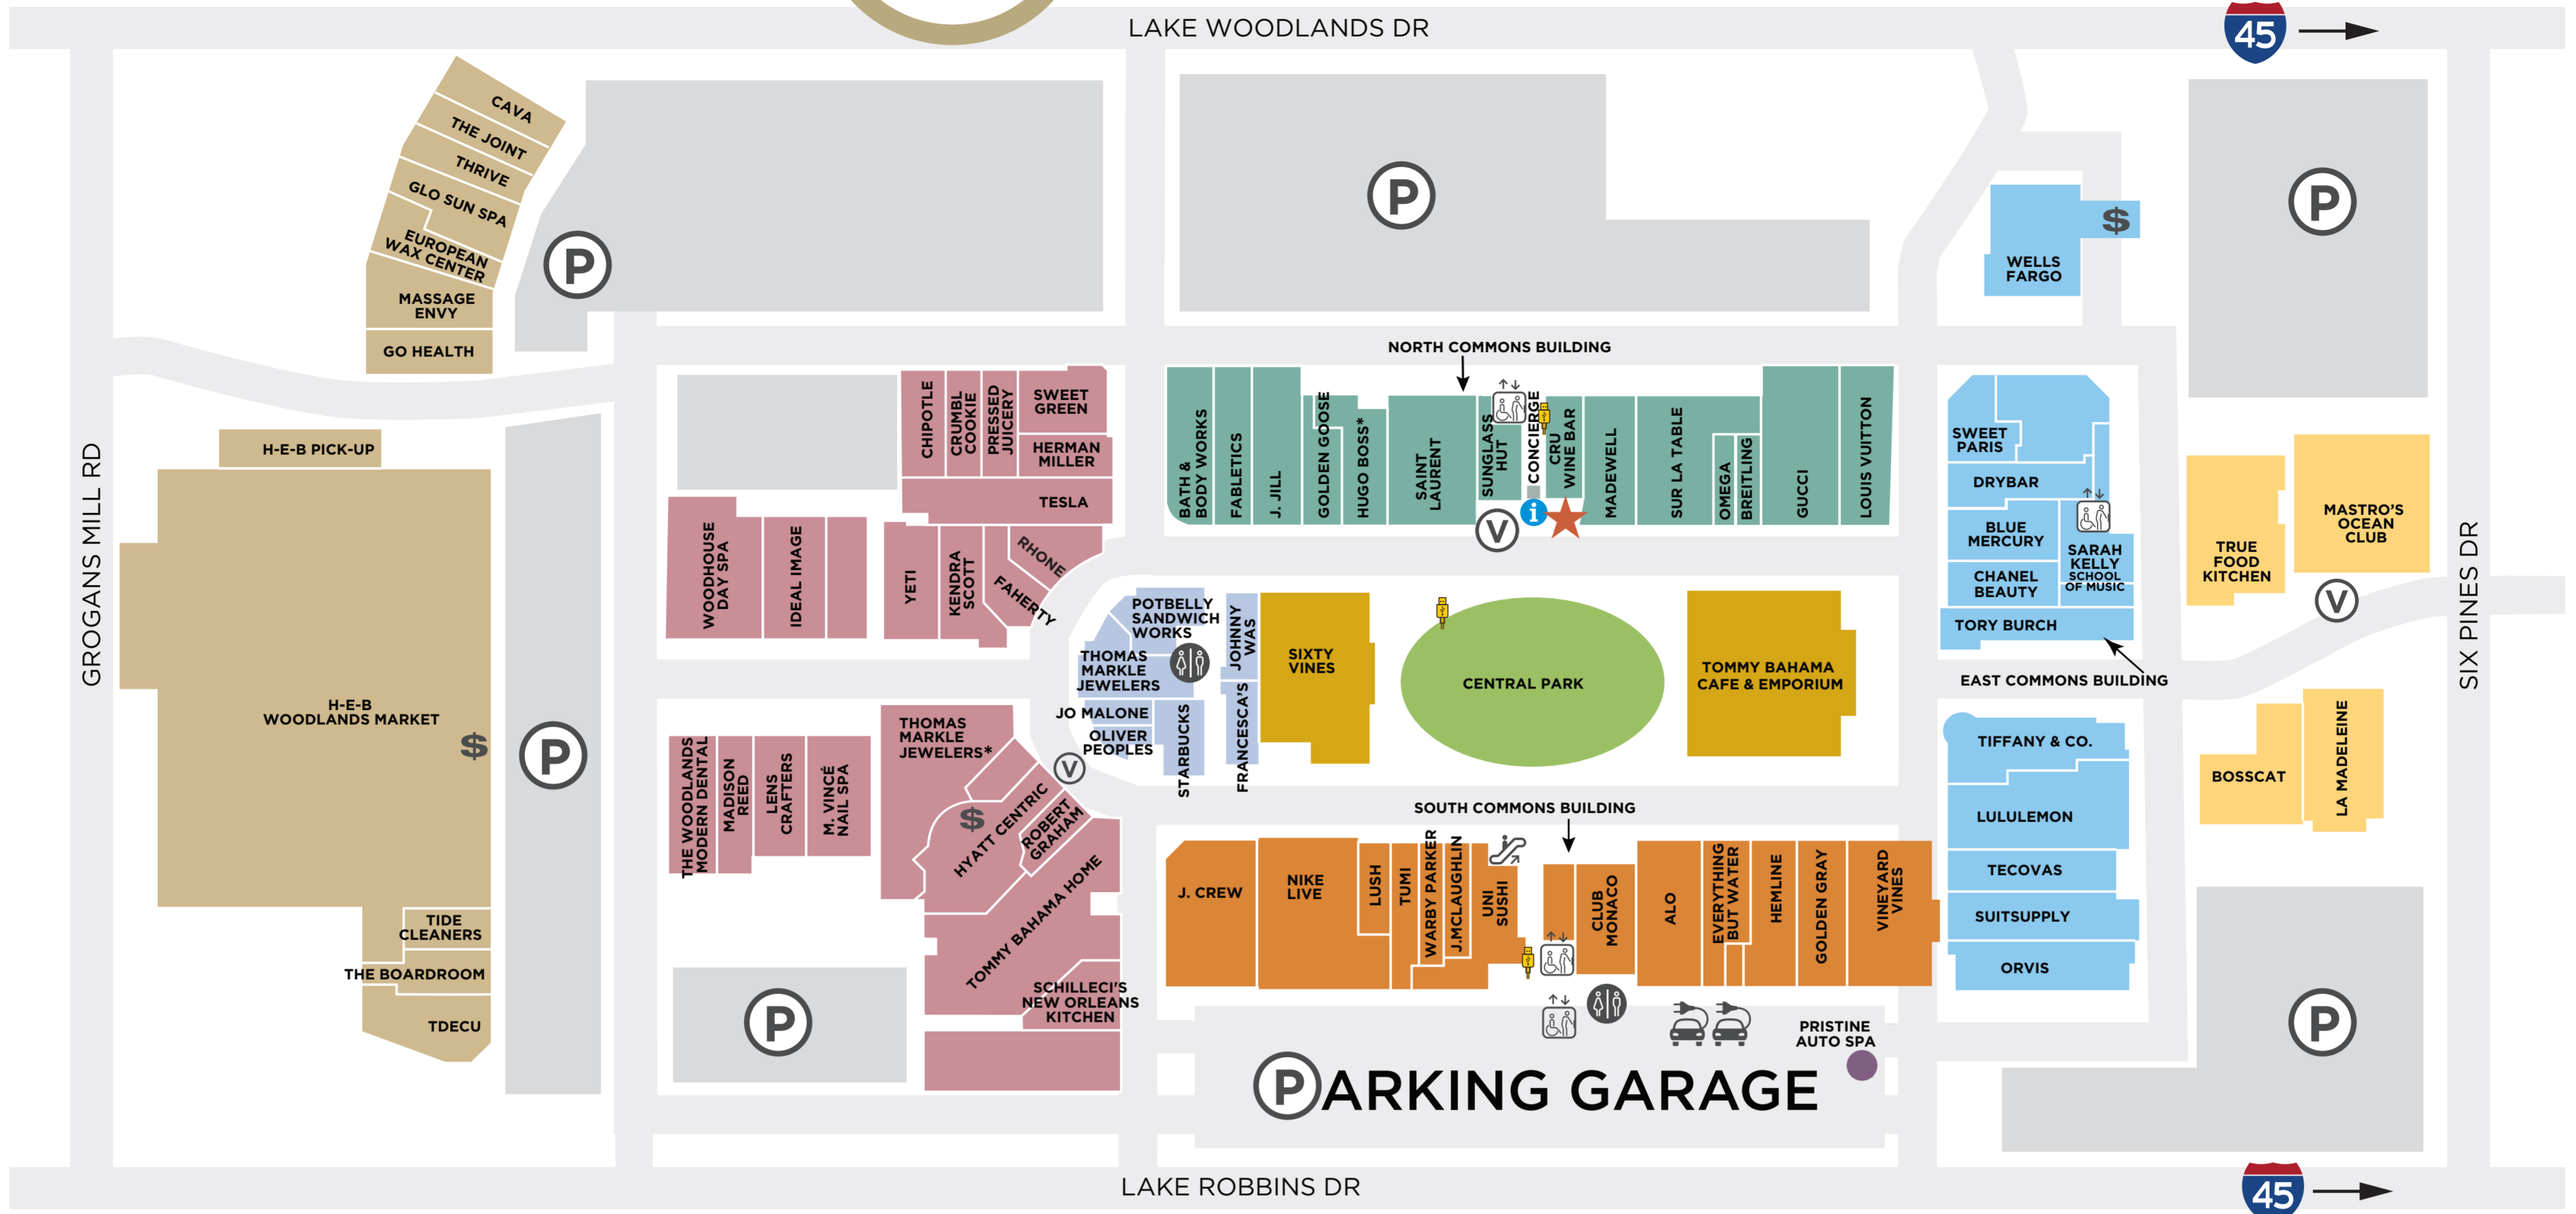 LAKE WOODLANDS DR
45
CAVA
THE JOINT
THRIVE
GLO SUN SPA
EUROPEAN
WAX CENTER
MASSAGE
ENVY
GO HEALTH
P
P
P
WELLS
FARGO
$
GROGANS MILL RD
H-E-B PICK-UP
H-E-B
WOODLANDS MARKET
$
P
TIDE
CLEANERS
THE BOARDROOM
TDECU
CHIPOTLE
CRUMBL
COOKIE
PRESSED
JUICERY
SWEET
GREEN
HERMAN
MILLER
TESLA
WOODHOUSE
DAY SPA
IDEAL IMAGE
YETI
KENDRA
SCOTT
FAHERTY
RHONE
NORTH COMMONS BUILDING
BATH &
BODY WORKS
FABLETICS
J. JILL
GOLDEN GOOSE
HUGO BOSS*
SAINT
LAURENT
SUNGLASS
HUT
CONCIERGE
CRU
WINE BAR
MADEWELL
SUR LA TABLE
OMEGA
BREITLING
GUCCI
LOUIS VUITTON
V
i
SWEET
PARIS
DRYBAR
BLUE
MERCURY
SARAH
KELLY
SCHOOL
OF MUSIC
CHANEL
BEAUTY
TORY BURCH
EAST COMMONS BUILDING
TRUE
FOOD
KITCHEN
MASTRO'S
OCEAN
CLUB
V
SIX PINES DR
POTBELLY
SANDWICH
WORKS
THOMAS
MARKLE
JEWELERS
JO MALONE
OLIVER
PEOPLES
STARBUCKS
JOHNNY
WAS
FRANCESCA'S
SIXTY
VINES
CENTRAL PARK
TOMMY BAHAMA
CAFE & EMPORIUM
THE WOODLANDS
MODERN DENTAL
MADISON
REED
LENS
CRAFTERS
M. VINCÉ
NAIL SPA
THOMAS
MARKLE
JEWELERS*
V
$
HYATT CENTRIC
ROBERT
GRAHAM
TOMMY BAHAMA HOME
SCHILLECI'S
NEW ORLEANS
KITCHEN
P
SOUTH COMMONS BUILDING
J. CREW
NIKE
LIVE
LUSH
TUMI
WARBY PARKER
J.MCLAUGHLIN
UNI
SUSHI
CLUB
MONACO
ALO
EVERYTHING
BUT WATER
HEMLINE
GOLDEN GRAY
VINEYARD
VINES
TIFFANY & CO.
LULULEMON
TECOVAS
SUITSUPPLY
ORVIS
BOSSCAT
LA MADELEINE
P
PRISTINE
AUTO SPA
PARKING GARAGE
LAKE ROBBINS DR
45